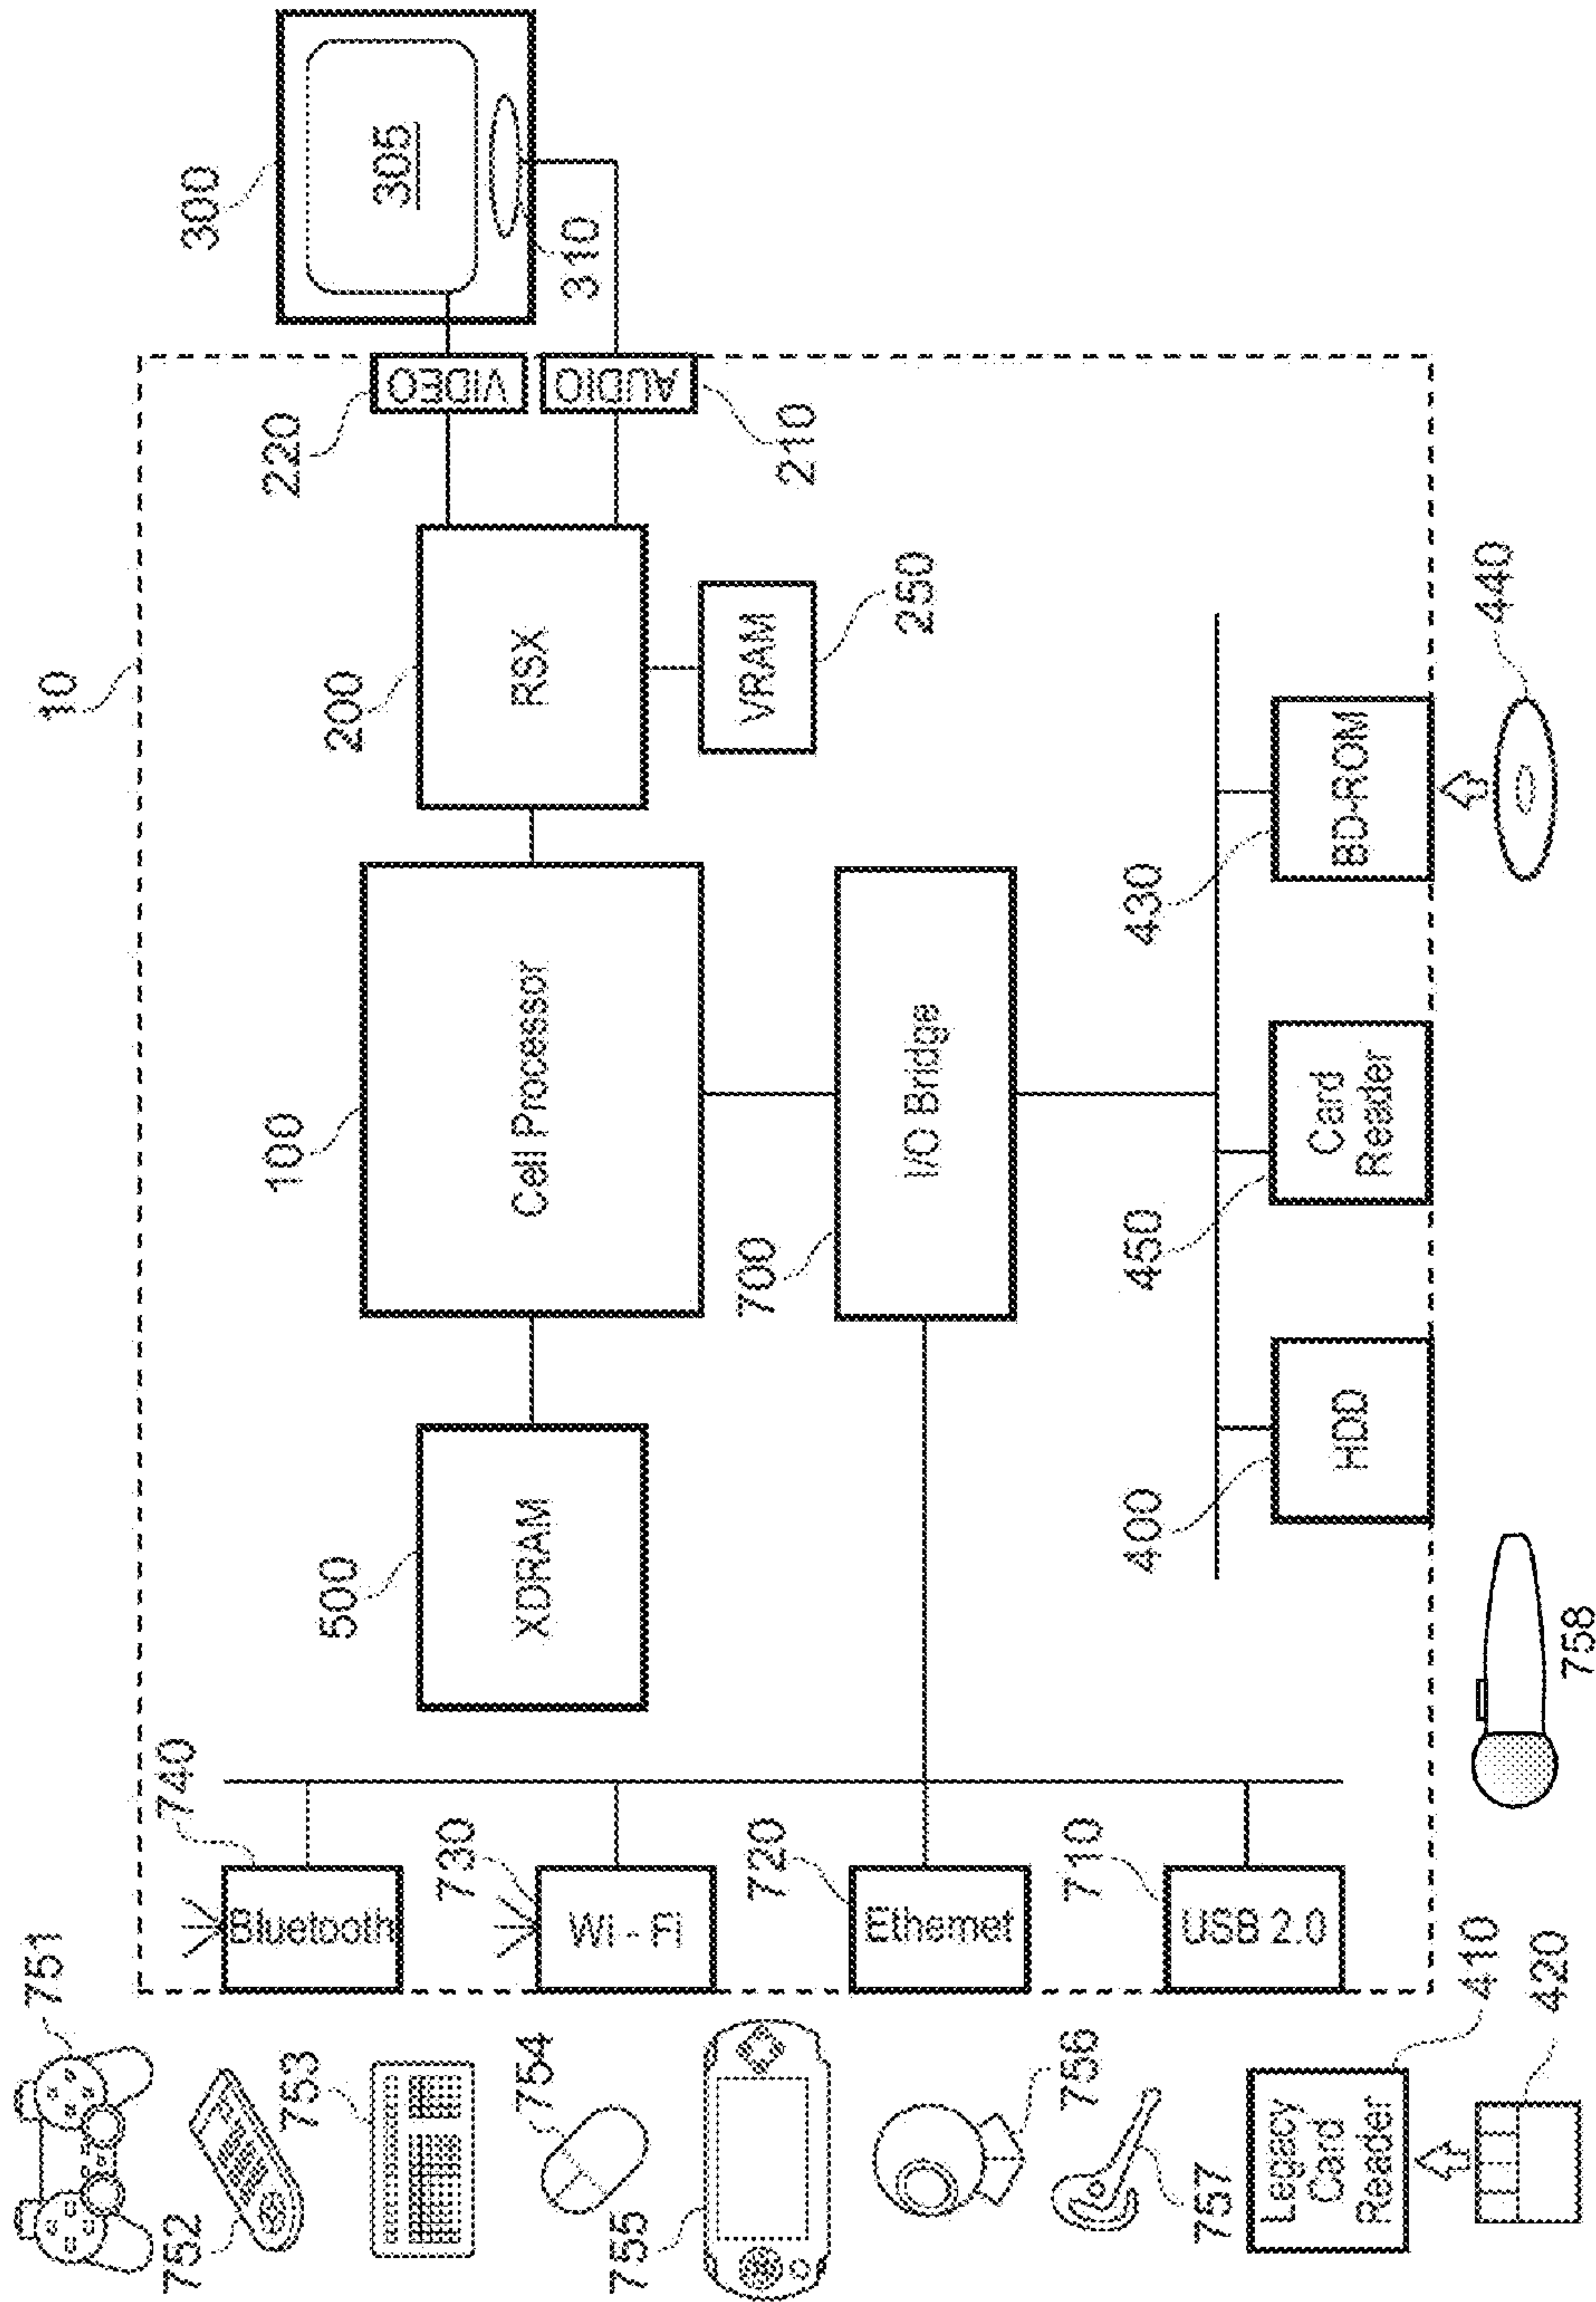 10
300
305
310
220
VIDEO
AUDIO
210
200
RSX
VRAM
250
100
Cell Processor
500
XDRAM
700
I/O Bridge
740
Bluetooth
730
Wi - Fi
720
Ethernet
710
USB 2.0
400
HDD
450
Card
Reader
430
BD-ROM
440
751
752
753
754
755
756
757
758
Legacy
Card
Reader
410
420